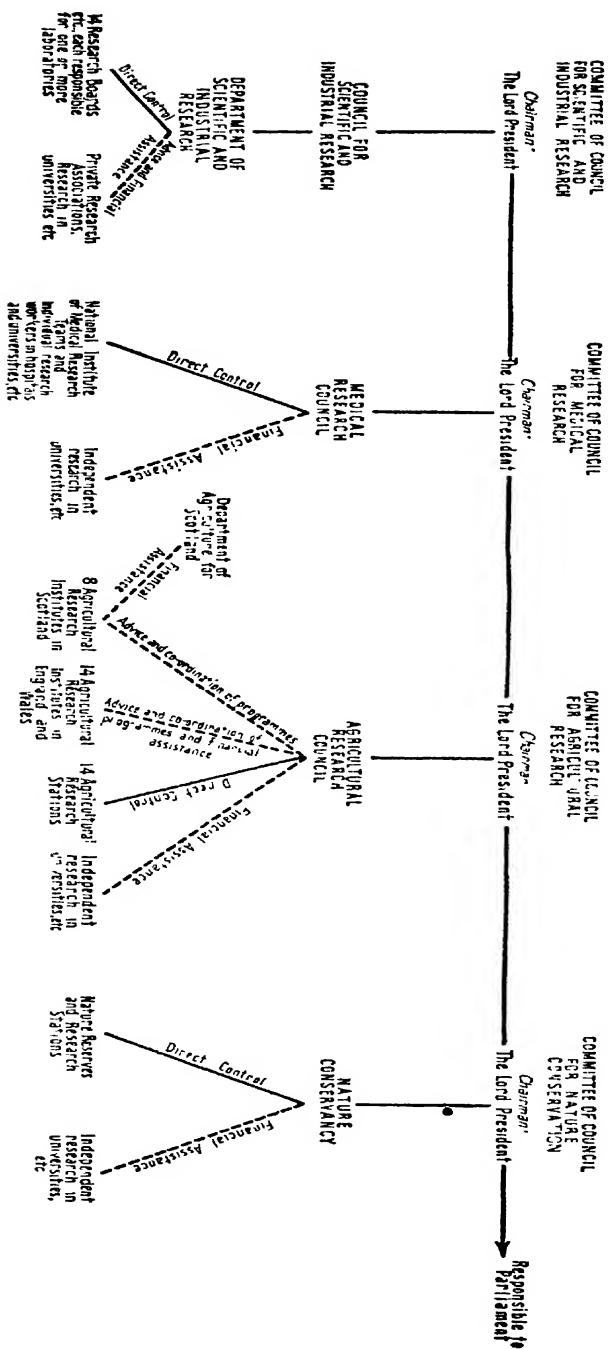 COMMITTEE OF COUNCIL
FOR SCIENTIFIC AND
INDUSTRIAL RESEARCH
Chairman
The Lord President
COUNCIL FOR
SCIENTIFIC AND
INDUSTRIAL RESEARCH
DEPARTMENT OF
SCIENTIFIC AND
INDUSTRIAL
RESEARCH
Direct Control
and Financial
Assistance
14 Research Boards
etc, each responsible
for one or more
laboratories
Private Research
Associations,
Research in
universities etc
COMMITTEE OF COUNCIL
FOR MEDICAL
RESEARCH
Chairman
The Lord President
MEDICAL
RESEARCH
COUNCIL
Direct Control
Financial Assistance
National Institute
of Medical Research
Teams and
individual research
workers in hospitals
and universities, etc
Independent
research in
universities, etc
COMMITTEE OF COUNCIL
FOR AGRICULTURAL
RESEARCH
Chairman
The Lord President
AGRICULTURAL
RESEARCH
COUNCIL
Department of
Agriculture for
Scotland
Financial
Assistance
Advice and co-ordination of programmes
Advice and co-ordination of
programmes and financial
assistance
Direct Control
Financial Assistance
8 Agricultural
Research
Institutes in
Scotland
14 Agricultural
Research
Institutes in
England and
Wales
14 Agricultural
Research
Stations
Independent
research in
universities, etc
COMMITTEE OF COUNCIL
FOR NATURE
CONSERVATION
Chairman
The Lord President
NATURE
CONSERVANCY
Direct Control
Financial Assistance
Nature Reserves
and Research
Stations
Independent
research in
universities,
etc
Responsible to
Parliament